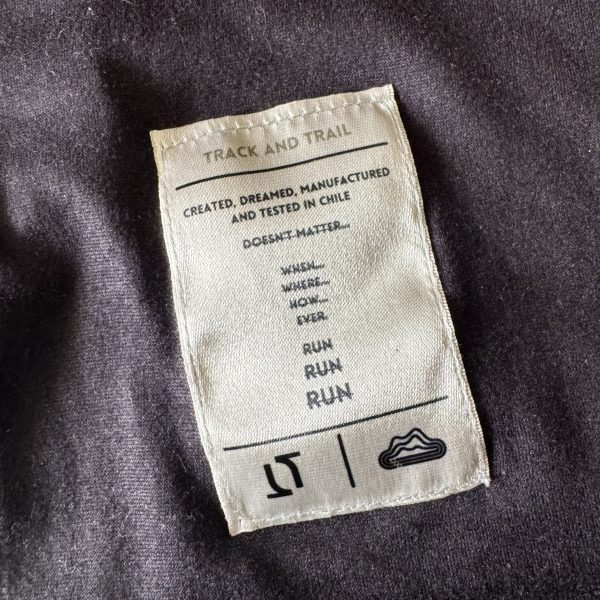 TRACK AND TRAIL
CREATED, DREAMED, MANUFACTURED
AND TESTED IN CHILE
DOESN'T MATTER...
WHEN...
WHERE...
HOW...
EVER.
RUN
RUN
RUN